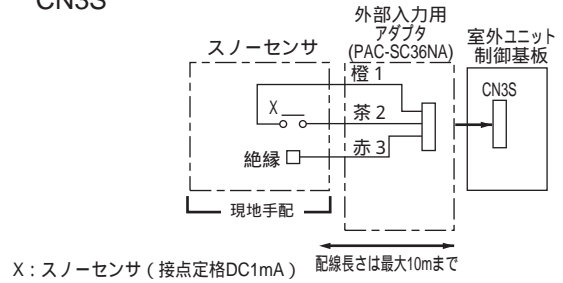 CN3S
外部入力用
アダプタ
(PAC-SC36NA)
室外ユニット
制御基板
スノーセンサ
橙 1
CN3S
X
茶 2
赤 3
絶縁
現地手配
X：スノーセンサ（接点定格DC1mA）
配線長さは最大10mまで